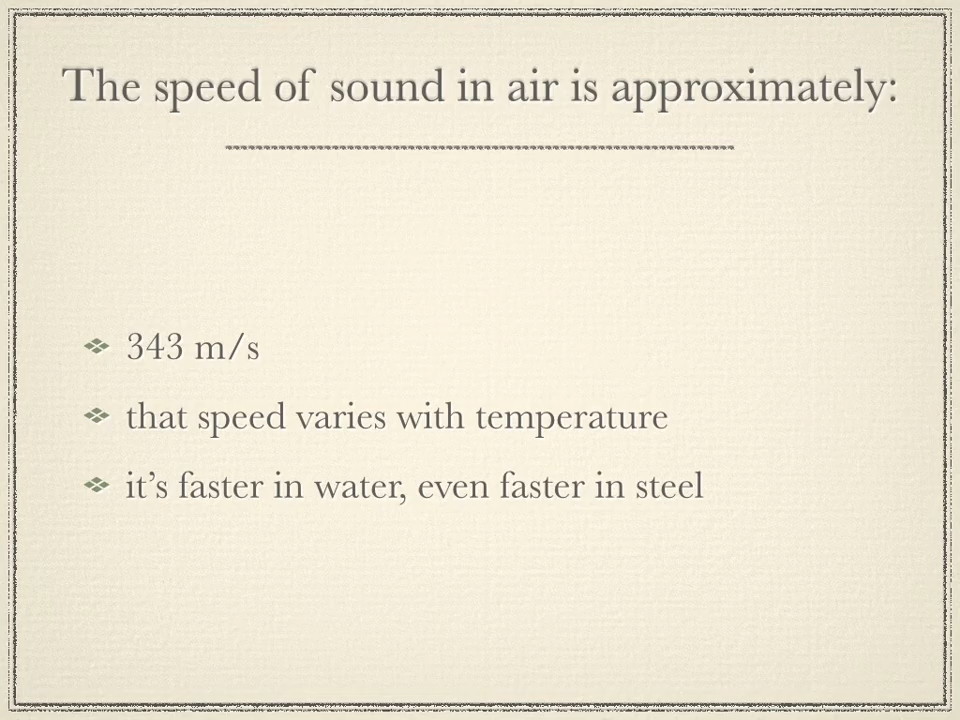 The speed of sound in air is approximately:
343 m/s
that speed varies with temperature
it’s faster in water, even faster in steel